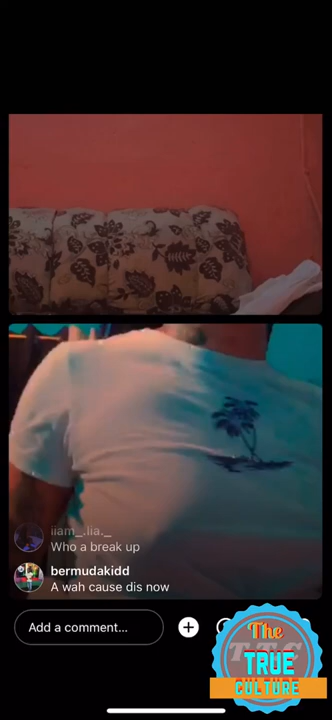 iiam_.lia._
Who a break up
bermudakidd
A wah cause dis now
Add a comment...
The
T.T.C
TRUE
CULTURE